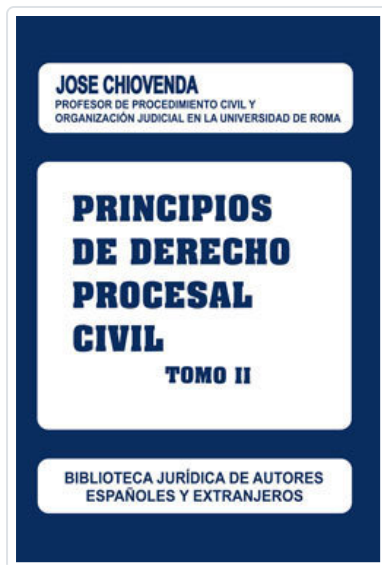 JOSE CHIOVENDA
PROFESOR DE PROCEDIMIENTO CIVIL Y
ORGANIZACIÓN JUDICIAL EN LA UNIVERSIDAD DE ROMA
PRINCIPIOS
DE DERECHO
PROCESAL
CIVIL
TOMO II
BIBLIOTECA JURÍDICA DE AUTORES
ESPAÑOLES Y EXTRANJEROS